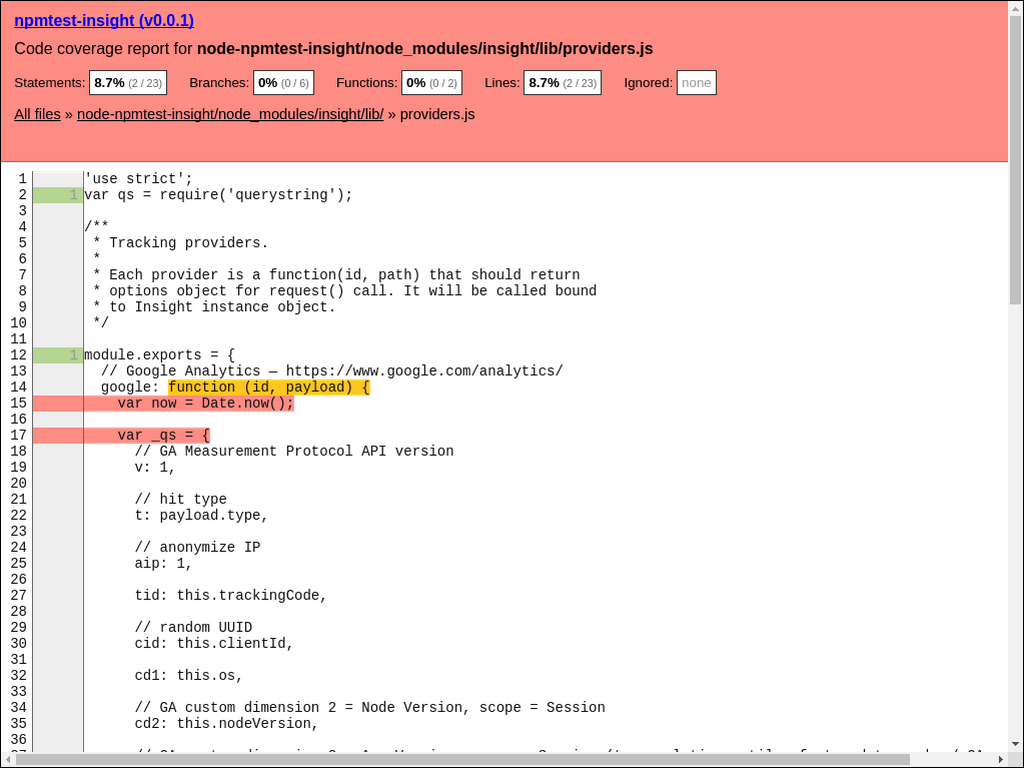 npmtest-insight (v0.0.1)
Code coverage report for node-npmtest-insight/node_modules/insight/lib/providers.js
Statements: 8.7% (2 / 23) Branches: 0% (0 / 6) Functions: 0% (0 / 2) Lines: 8.7% (2 / 23) Ignored: none
All files » node-npmtest-insight/node_modules/insight/lib/ » providers.js
1 'use strict';
2 1 var qs = require('querystring');
3
4 /**
5 * Tracking providers.
6 *
7 * Each provider is a function(id, path) that should return
8 * options object for request() call. It will be called bound
9 * to Insight instance object.
10 */
11
12 1 module.exports = {
13 // Google Analytics — https://www.google.com/analytics/
14 google: function (id, payload) {
15 var now = Date.now();
16
17 var _qs = {
18 // GA Measurement Protocol API version
19 v: 1,
20
21 // hit type
22 t: payload.type,
23
24 // anonymize IP
25 aip: 1,
26
27 tid: this.trackingCode,
28
29 // random UUID
30 cid: this.clientId,
31
32 cd1: this.os,
33
34 // GA custom dimension 2 = Node Version, scope = Session
35 cd2: this.nodeVersion,
36